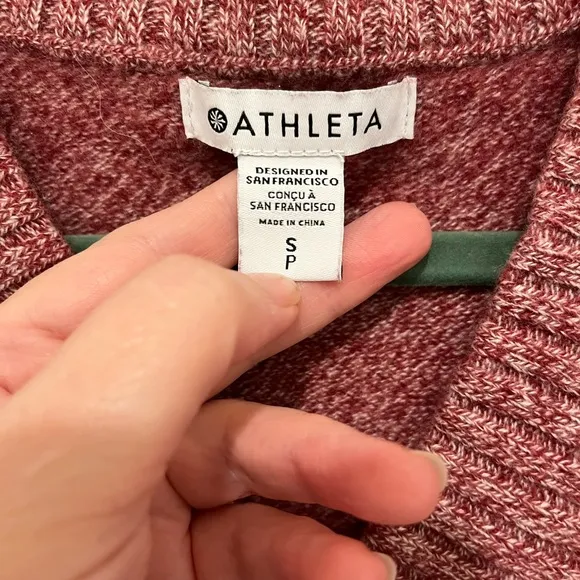 ATHLETA
DESIGNED IN
SAN FRANCISCO
CONÇU À
SAN FRANCISCO
MADE IN CHINA
S
P